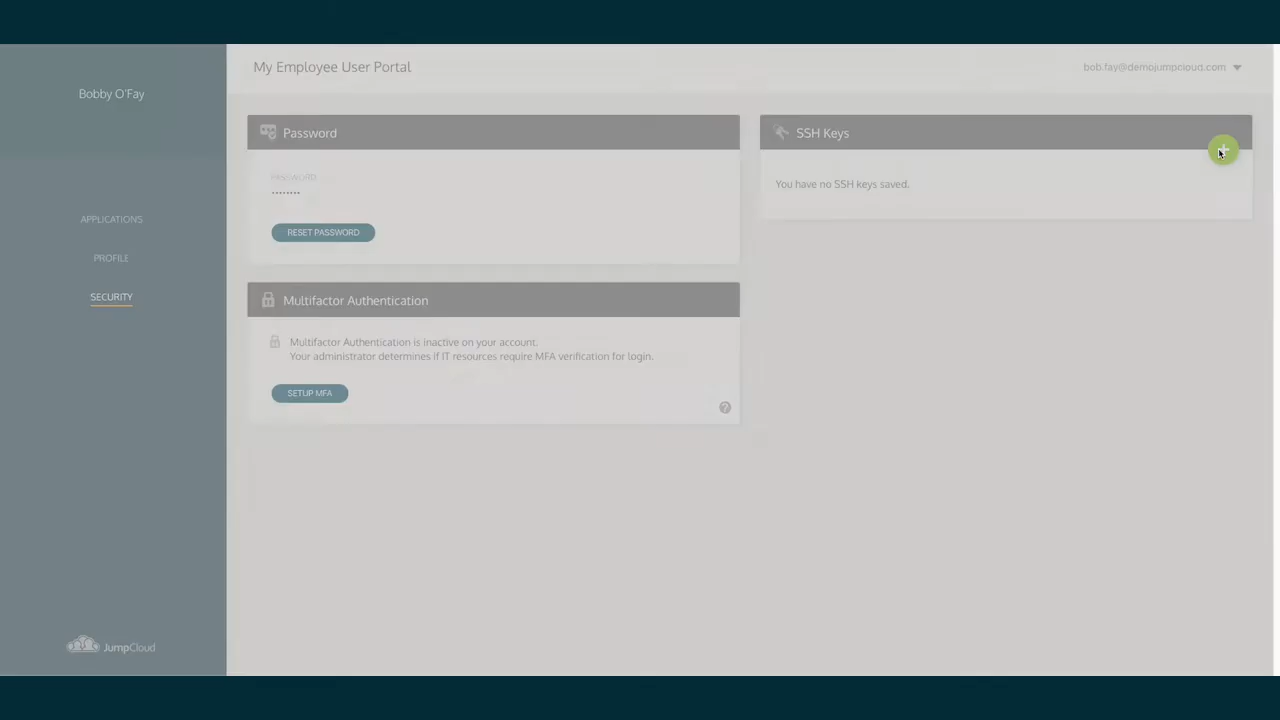 My Employee User Portal
bob.fay@demojumpcloud.com
Bobby O'Fay
APPLICATIONS
PROFILE
SECURITY
JumpCloud
Password
PASSWORD
••••••••
RESET PASSWORD
Multifactor Authentication
Multifactor Authentication is inactive on your account.
Your administrator determines if IT resources require MFA verification for login.
SETUP MFA
?
SSH Keys
You have no SSH keys saved.